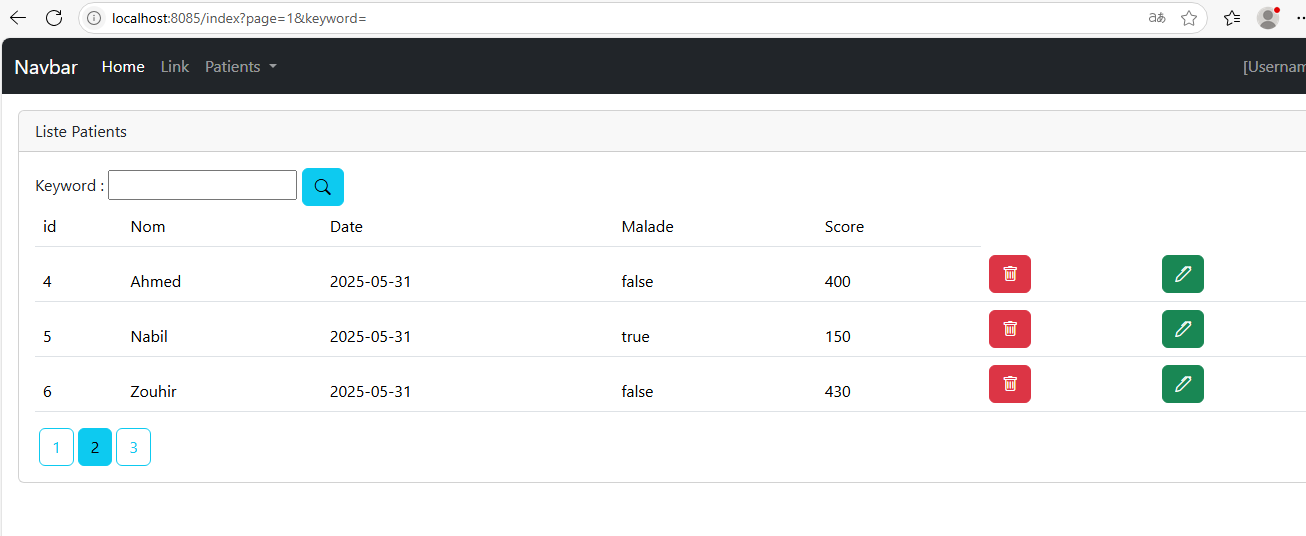 localhost:8085/index?page=1&keyword=
Navbar Home Link Patients [Usernam
Liste Patients
Keyword :
id Nom Date Malade Score
4 Ahmed 2025-05-31 false 400
5 Nabil 2025-05-31 true 150
6 Zouhir 2025-05-31 false 430
1 2 3